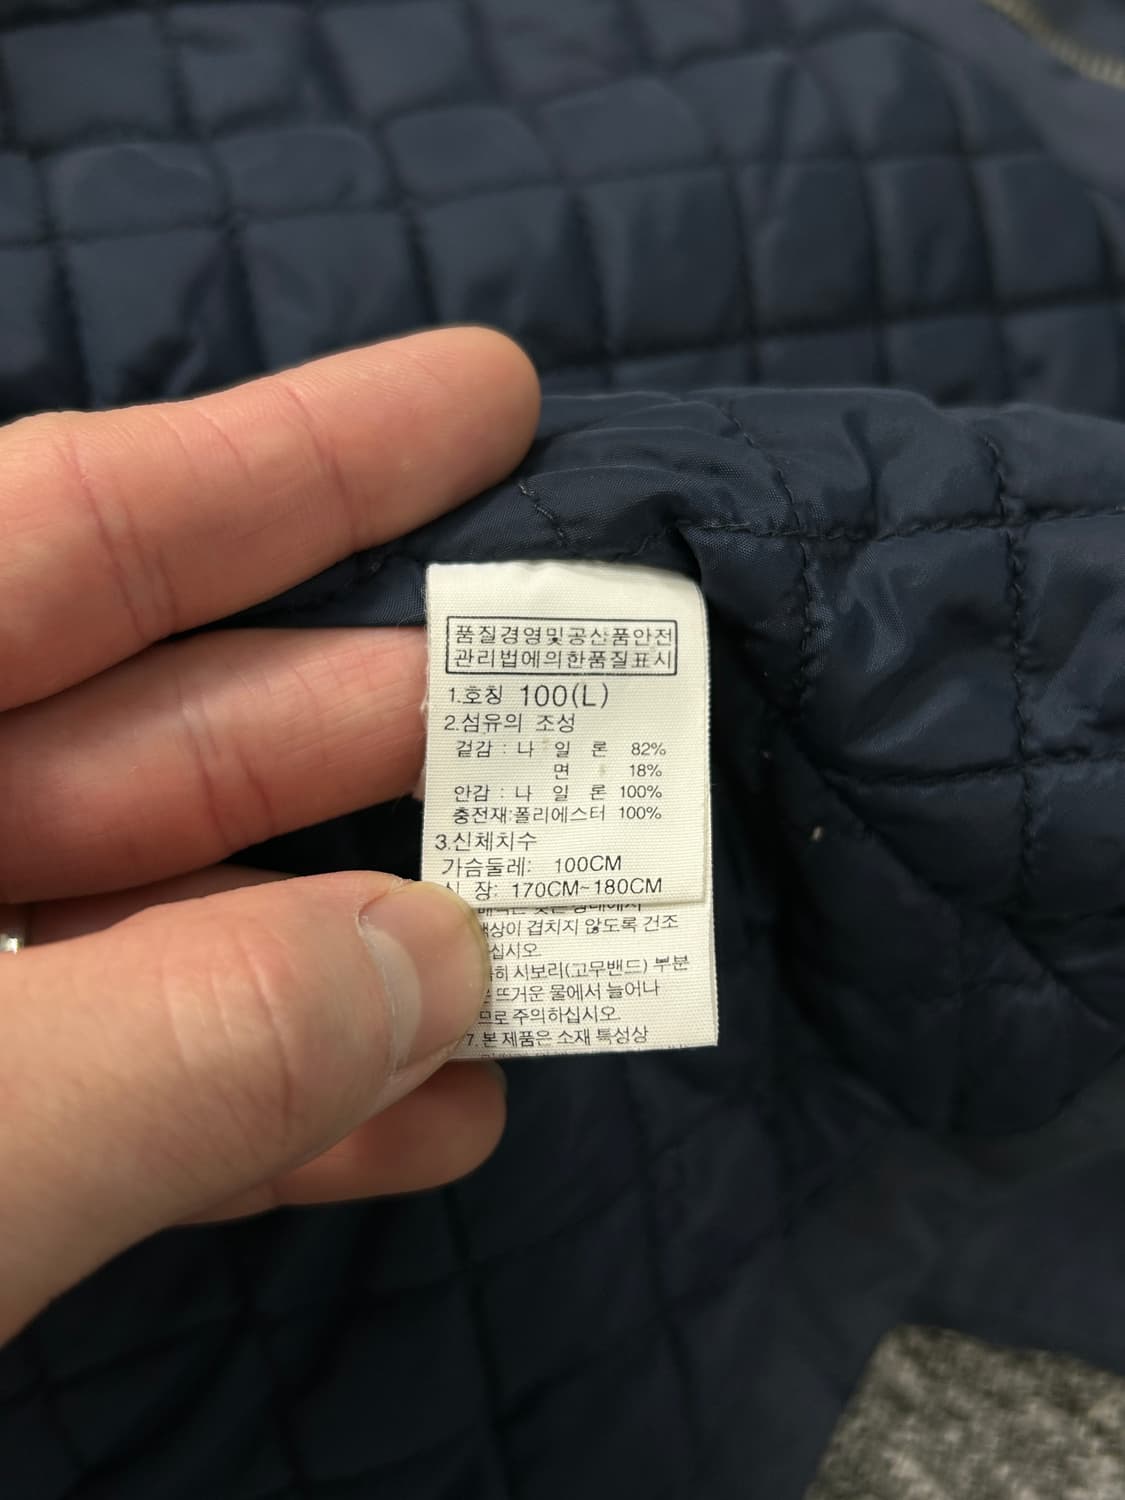 품질경영및공산품안전
관리법에의한품질표시
1.호칭 100(L)
2.섬유의 조성
겉감 : 나 일 론 82%
면 18%
안감 : 나 일 론 100%
충전재:폴리에스터 100%
3.신체치수
가슴둘레: 100CM
장: 170CM~180CM
겹치지 않도록 건조
십시오.
시보리(고무밴드) 부분
뜨거운 물에서 늘어나
므로 주의하십시오.
7. 본 제품은 소재 특성상